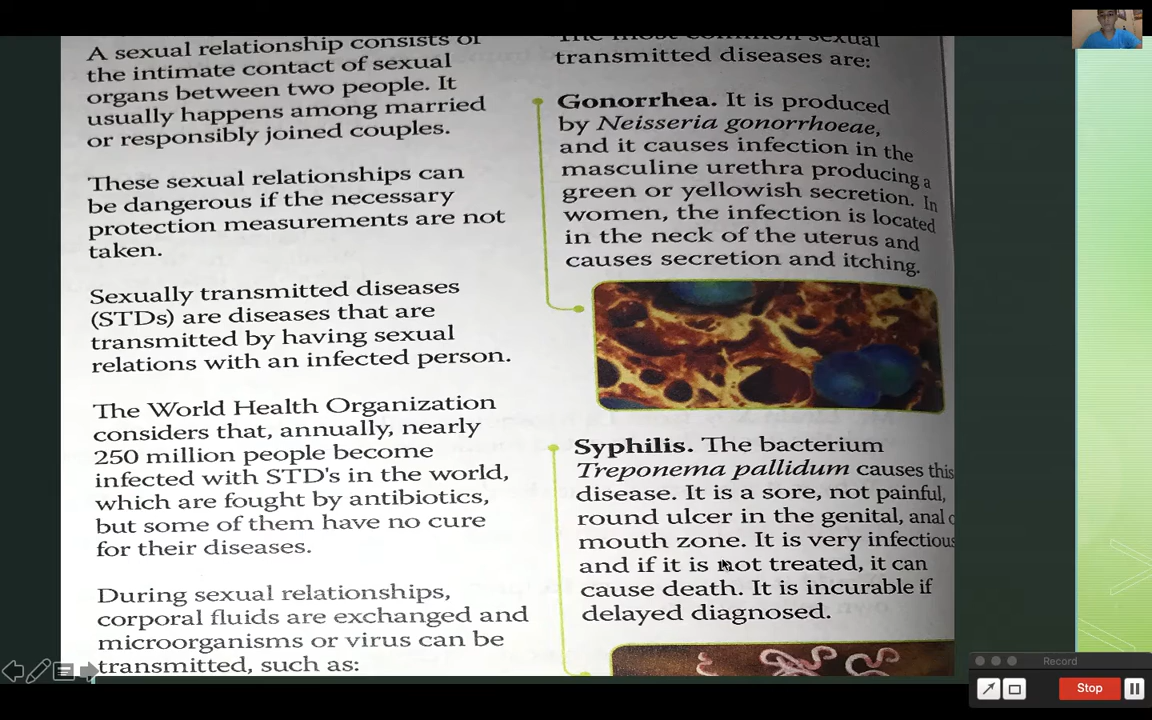 A sexual relationship consists of
the intimate contact of sexual
organs between two people. It
usually happens among married
or responsibly joined couples.
These sexual relationships can
be dangerous if the necessary
protection measurements are not
taken.
Sexually transmitted diseases
(STDs) are diseases that are
transmitted by having sexual
relations with an infected person.
The World Health Organization
considers that, annually, nearly
250 million people become
infected with STD's in the world,
which are fought by antibiotics,
but some of them have no cure
for their diseases.
During sexual relationships,
corporal fluids are exchanged and
microorganisms or virus can be
transmitted, such as:
The most common sexual
transmitted diseases are:
Gonorrhea. It is produced
by Neisseria gonorrhoeae,
and it causes infection in the
masculine urethra producing a
green or yellowish secretion. In
women, the infection is located
in the neck of the uterus and
causes secretion and itching.
Syphilis. The bacterium
Treponema pallidum causes this
disease. It is a sore, not painful,
round ulcer in the genital, anal o
mouth zone. It is very infectious
and if it is not treated, it can
cause death. It is incurable if
delayed diagnosed.
Record
Stop